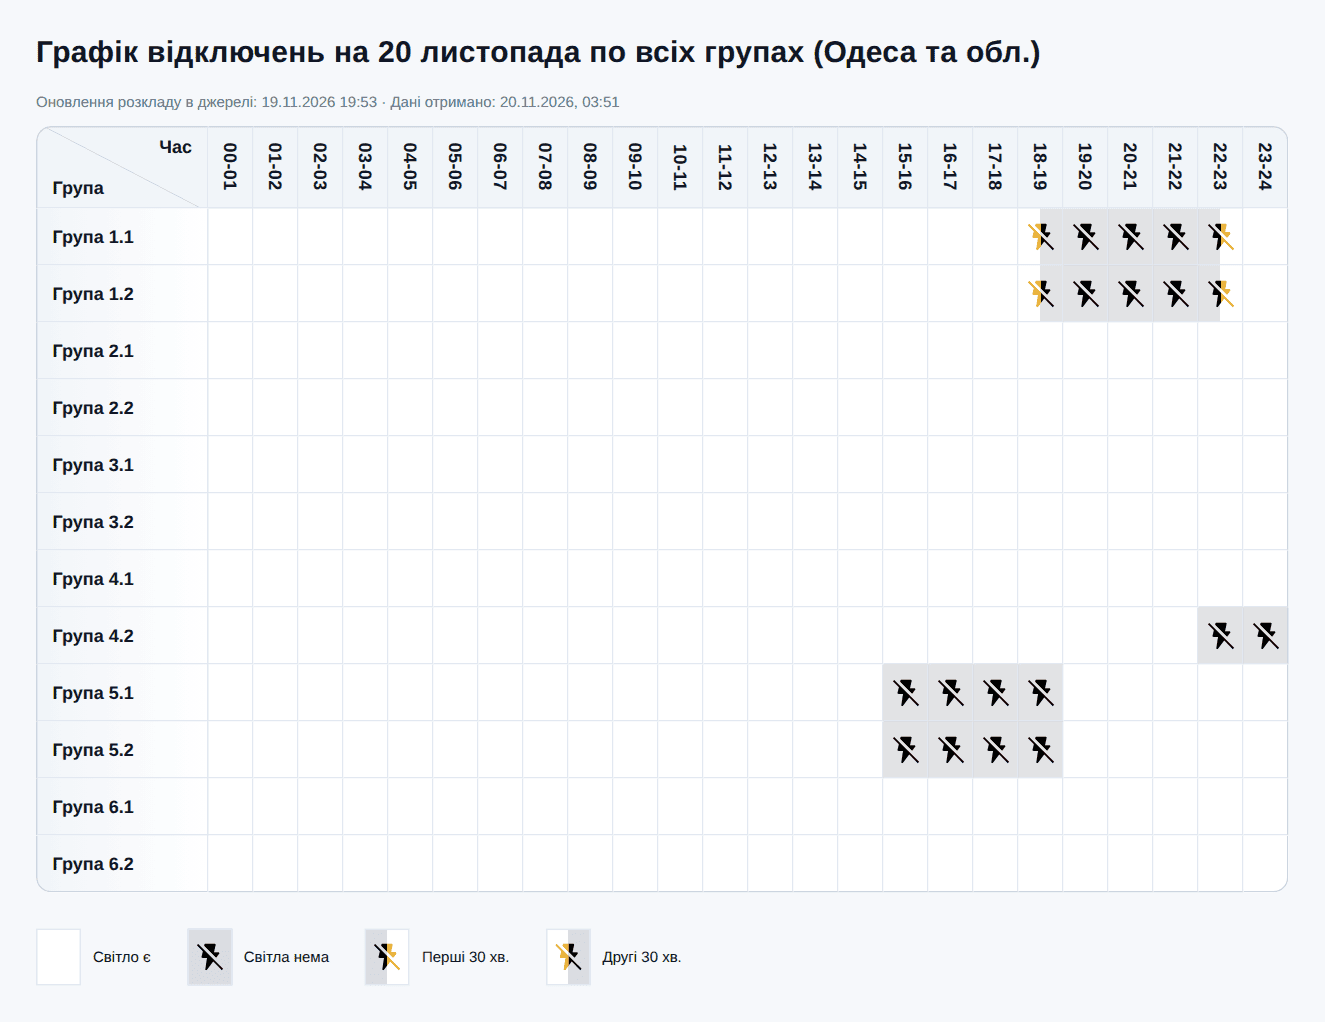 Графік відключень на 20 листопада по всіх групах (Одеса та обл.)
Оновлення розкладу в джерелі: 19.11.2026 19:53 · Дані отримано: 20.11.2026, 03:51
Час
Група
00-01
01-02
02-03
03-04
04-05
05-06
06-07
07-08
08-09
09-10
10-11
11-12
12-13
13-14
14-15
15-16
16-17
17-18
18-19
19-20
20-21
21-22
22-23
23-24
Група 1.1
Група 1.2
Група 2.1
Група 2.2
Група 3.1
Група 3.2
Група 4.1
Група 4.2
Група 5.1
Група 5.2
Група 6.1
Група 6.2
Світло є
Світла нема
Перші 30 хв.
Другі 30 хв.